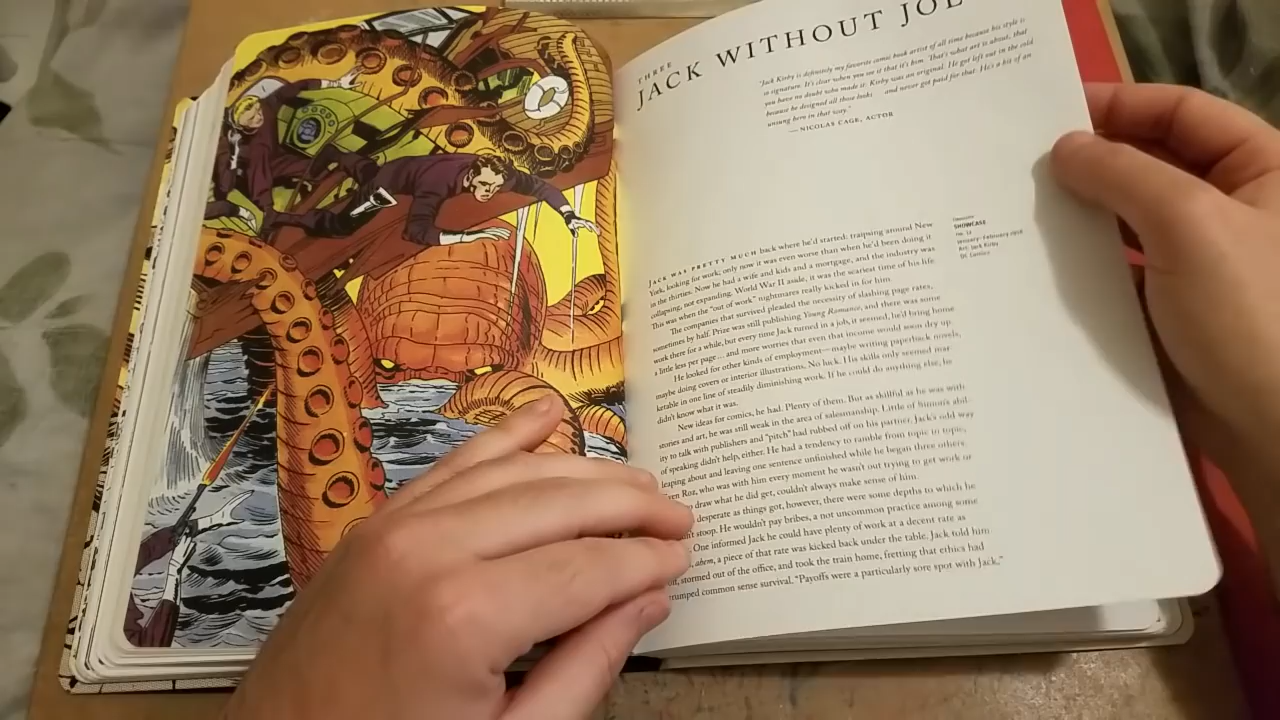 THREE
JACK WITHOUT JOE
"Jack Kirby is definitely my favorite comic book artist of all time because his style is
so signature. It's clear when you see it that it's him. That's what art is about, that
you have no doubt who made it. Kirby was an original. He got left out in the cold
because he designed all those looks and never got paid for that. He's a bit of an
unsung hero in that way."
— NICOLAS CAGE, ACTOR
JACK WAS PRETTY MUCH back where he'd started: traipsing around New
York, looking for work; only now it was even worse than when he'd been doing it
in the thirties. Now he had a wife and kids and a mortgage, and the industry was
collapsing, not expanding. World War II aside, it was the scariest time of his life.
This was when the "out of work" nightmares really kicked in for him.
The companies that survived pleaded the necessity of slashing page rates,
sometimes by half. Prize was still publishing Young Romance, and there was some
work there for a while, but every time Jack turned in a job, it seemed, he'd bring home
a little less per page... and more worries that even that income would soon dry up.
He looked for other kinds of employment—maybe writing paperback novels,
maybe doing covers or interior illustrations. No luck. His skills only seemed mar-
ketable in one line of steadily diminishing work. If he could do anything else, he
didn't know what it was.
New ideas for comics, he had. Plenty of them. But as skillful as he was with
stories and art, he was still weak in the area of salesmanship. Little of Simon's abil-
ity to talk with publishers and "pitch" had rubbed off on his partner. Jack's odd way
of speaking didn't help, either. He had a tendency to ramble from topic to topic,
leaping about and leaving one sentence unfinished while he began three others.
en Roz, who was with him every moment he wasn't out trying to get work or
to draw what he did get, couldn't always make sense of him.
desperate as things got, however, there were some depths to which he
n't stoop. He wouldn't pay bribes, a not uncommon practice among some
One informed Jack he could have plenty of work at a decent rate as
ahem, a piece of that rate was kicked back under the table. Jack told him
off, stormed out of the office, and took the train home, fretting that ethics had
trumped common sense survival. "Payoffs were a particularly sore spot with Jack,"
SHOWCASE
no. 12
January–February 1958
Art: Jack Kirby
DC Comics